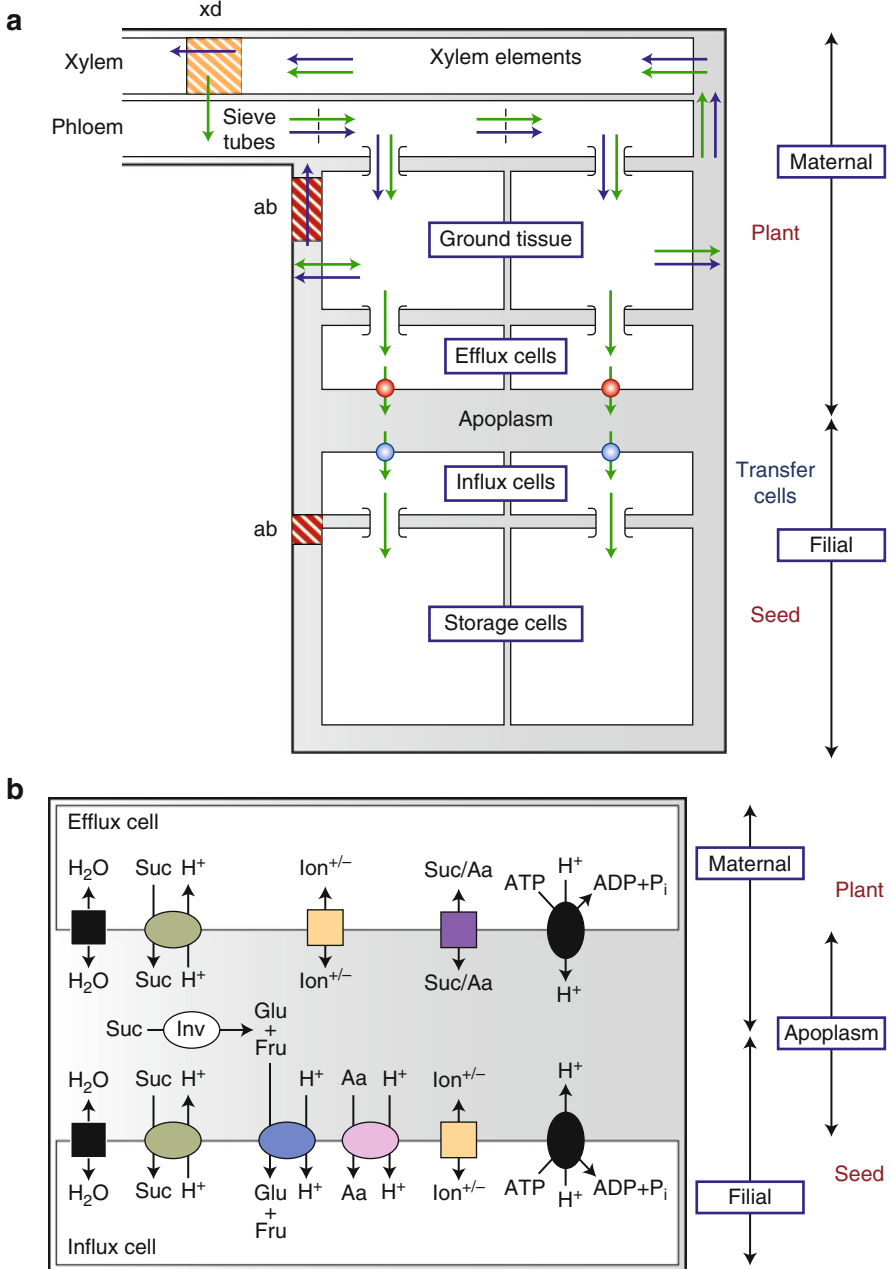 a
xd
Xylem
Xylem elements
Phloem
Sieve
tubes
Maternal
ab
Plant
Ground tissue
Efflux cells
Apoplasm
Transfer
cells
Influx cells
ab
Filial
Seed
Storage cells
b
Efflux cell
H₂O Suc H⁺ Ion⁺/⁻ Suc/Aa ATP H⁺ ADP+Pᵢ
Maternal
Plant
H₂O Suc H⁺ Ion⁺/⁻ Suc/Aa H⁺
Suc Inv Glu
+
Fru
Apoplasm
H₂O Suc H⁺ H⁺ Aa H⁺ Ion⁺/⁻ H⁺
Seed
H₂O Suc H⁺ Glu H⁺ Aa H⁺ Ion⁺/⁻ ATP H⁺ ADP+Pᵢ
+
Fru
Filial
Influx cell